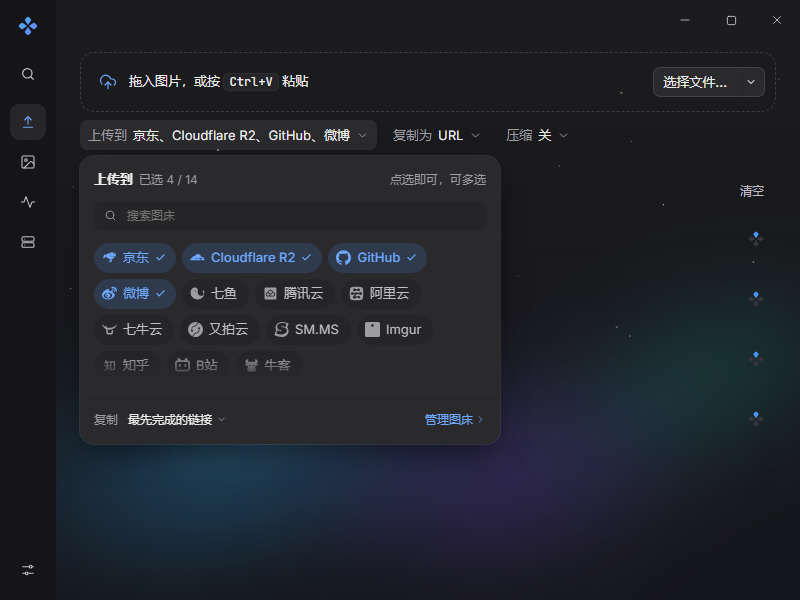 拖入图片，或按 Ctrl+V 粘贴
选择文件...
上传到 京东、Cloudflare R2、GitHub、微博
复制为 URL
压缩 关
上传到 已选 4 / 14
点选即可，可多选
清空
搜索图床
京东
Cloudflare R2
GitHub
微博
七鱼
腾讯云
阿里云
七牛云
又拍云
SM.MS
Imgur
知 知乎
B站
牛客
复制 最先完成的链接
管理图床